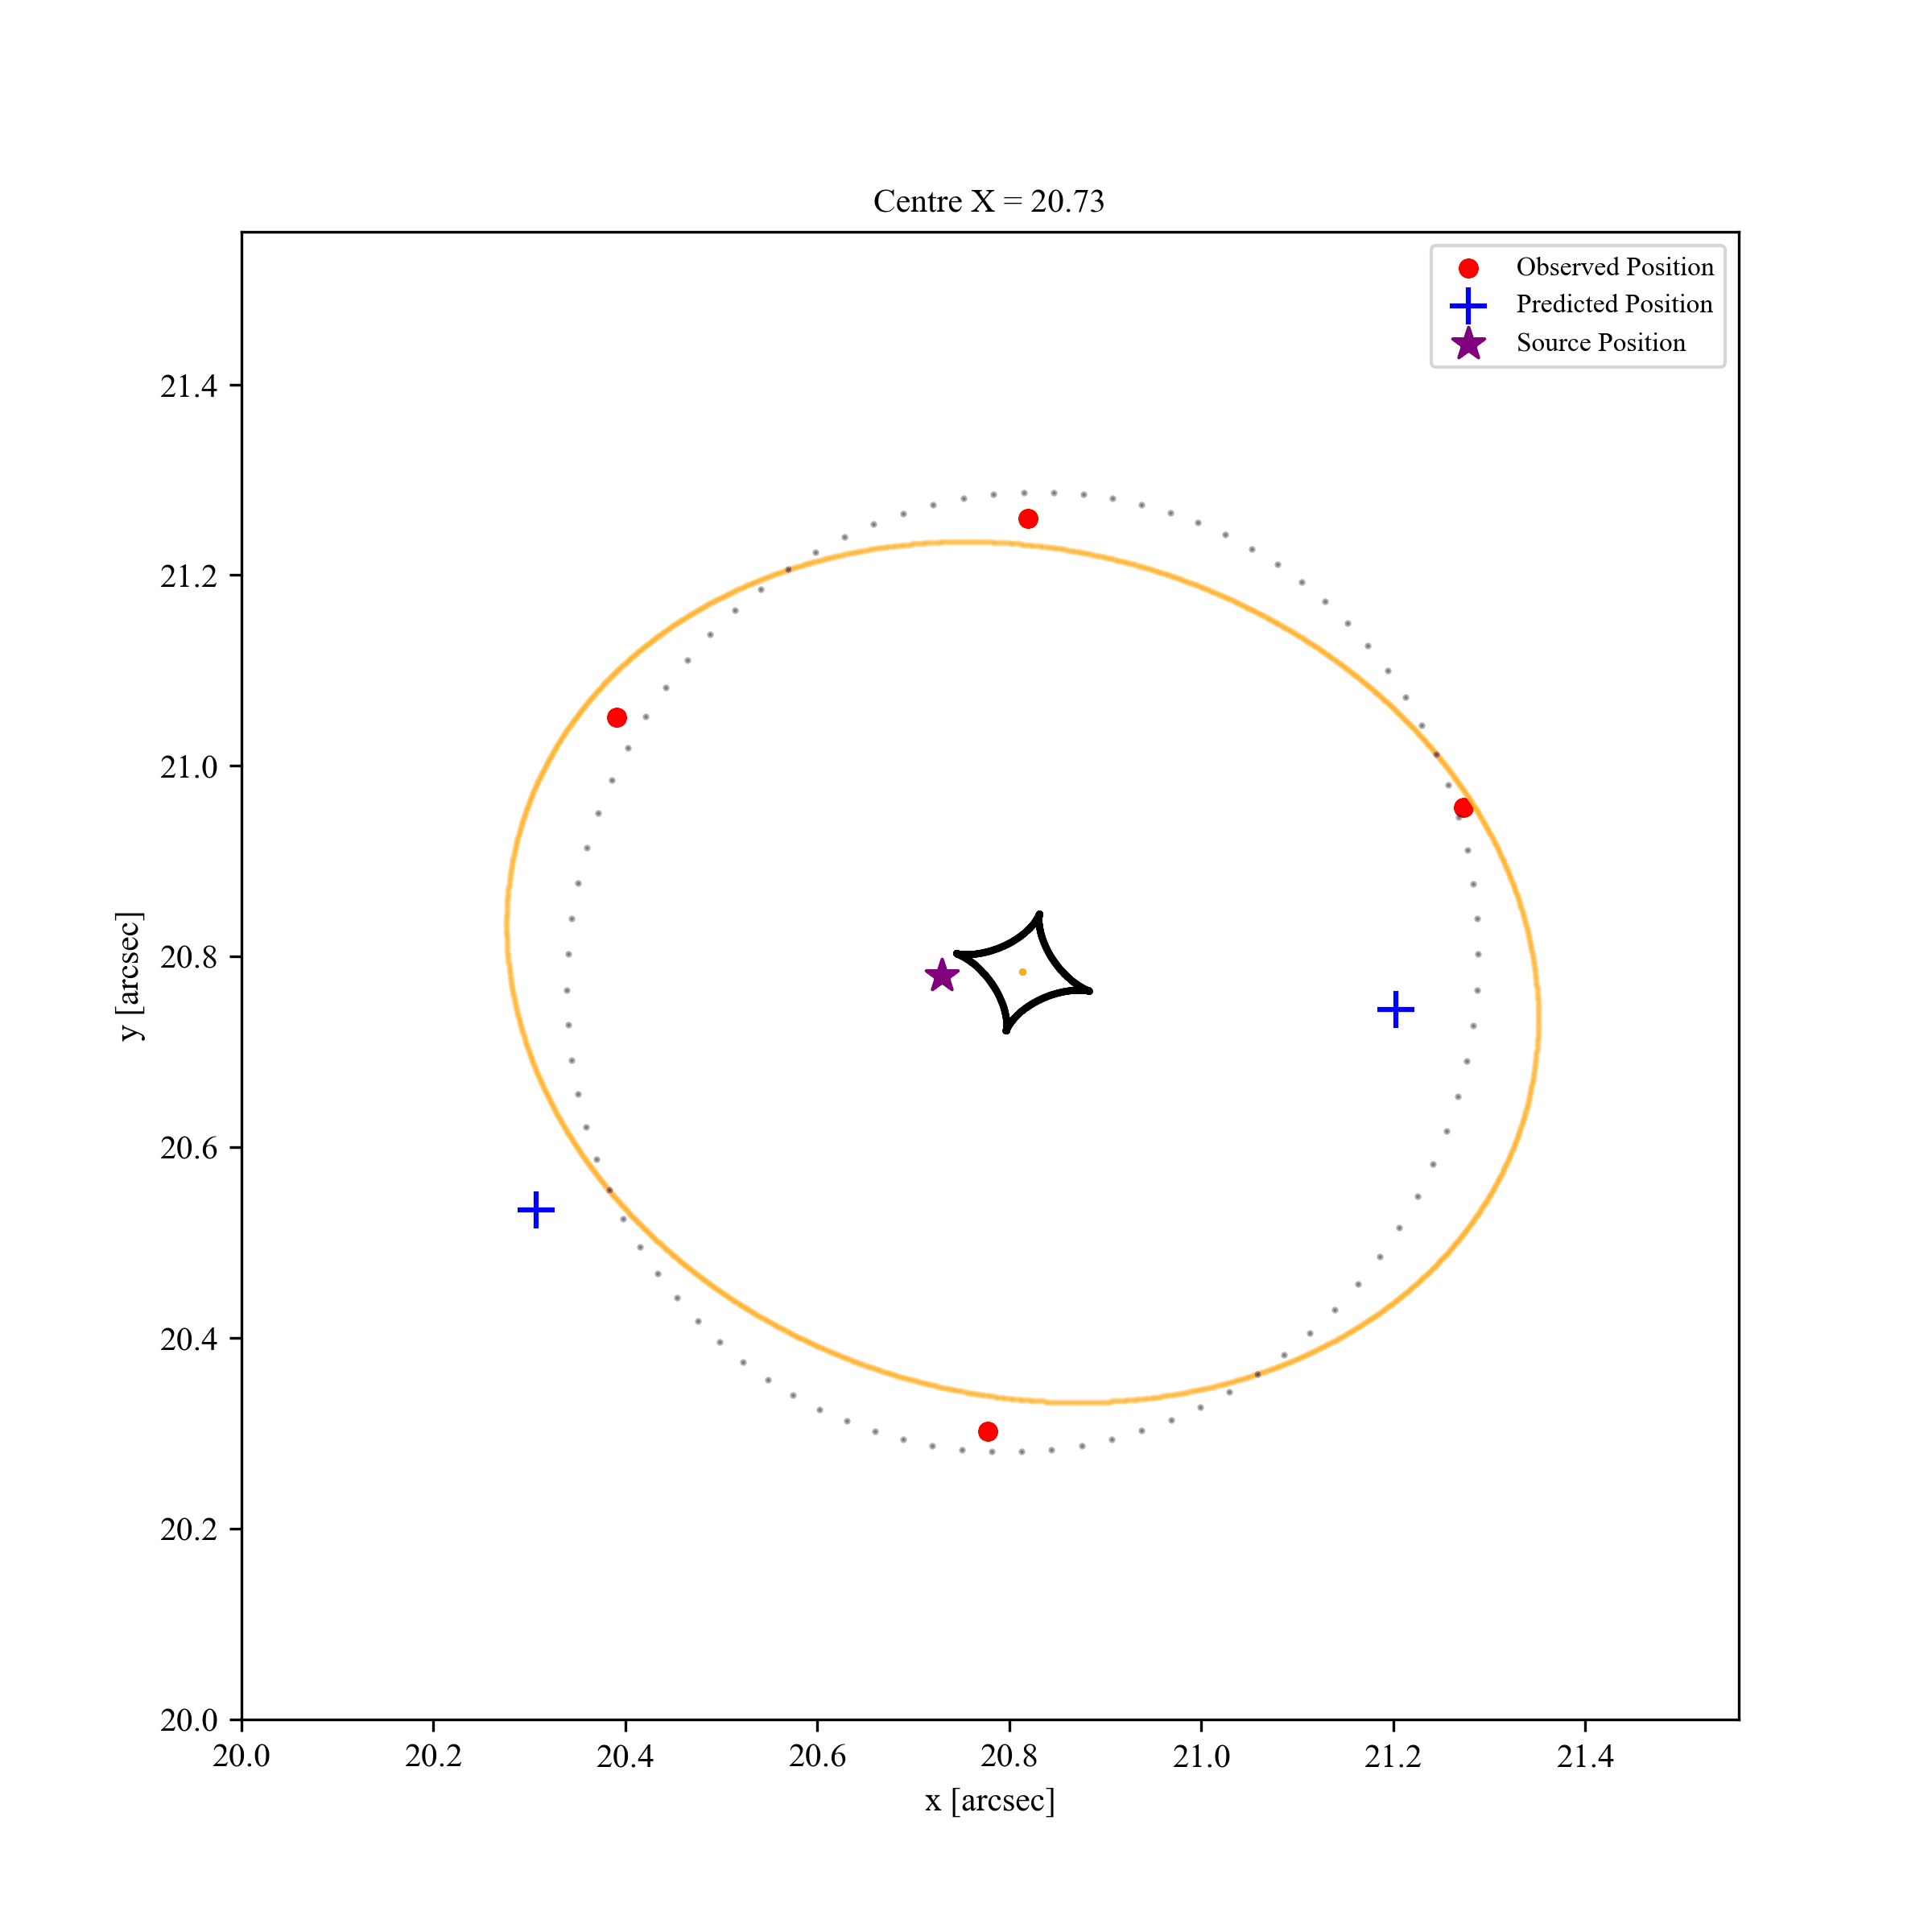 Centre X = 20.73
Observed Position
Predicted Position
Source Position
21.4
21.2
21.0
20.8
20.6
20.4
20.2
20.0
y [arcsec]
20.0 20.2 20.4 20.6 20.8 21.0 21.2 21.4
x [arcsec]